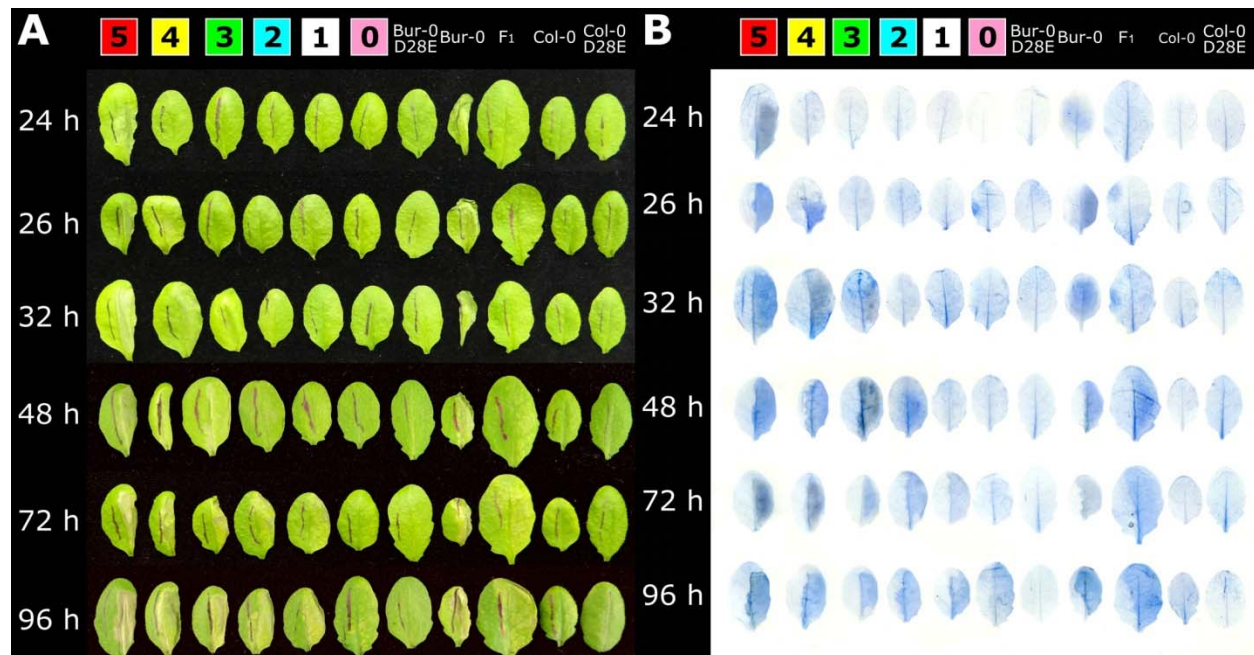 A 5 4 3 2 1 0 Bur-0 D28E Bur-0 F1 Col-0 Col-0 D28E
24 h
26 h
32 h
48 h
72 h
96 h
B 5 4 3 2 1 0 Bur-0 D28E Bur-0 F1 Col-0 Col-0 D28E
24 h
26 h
32 h
48 h
72 h
96 h